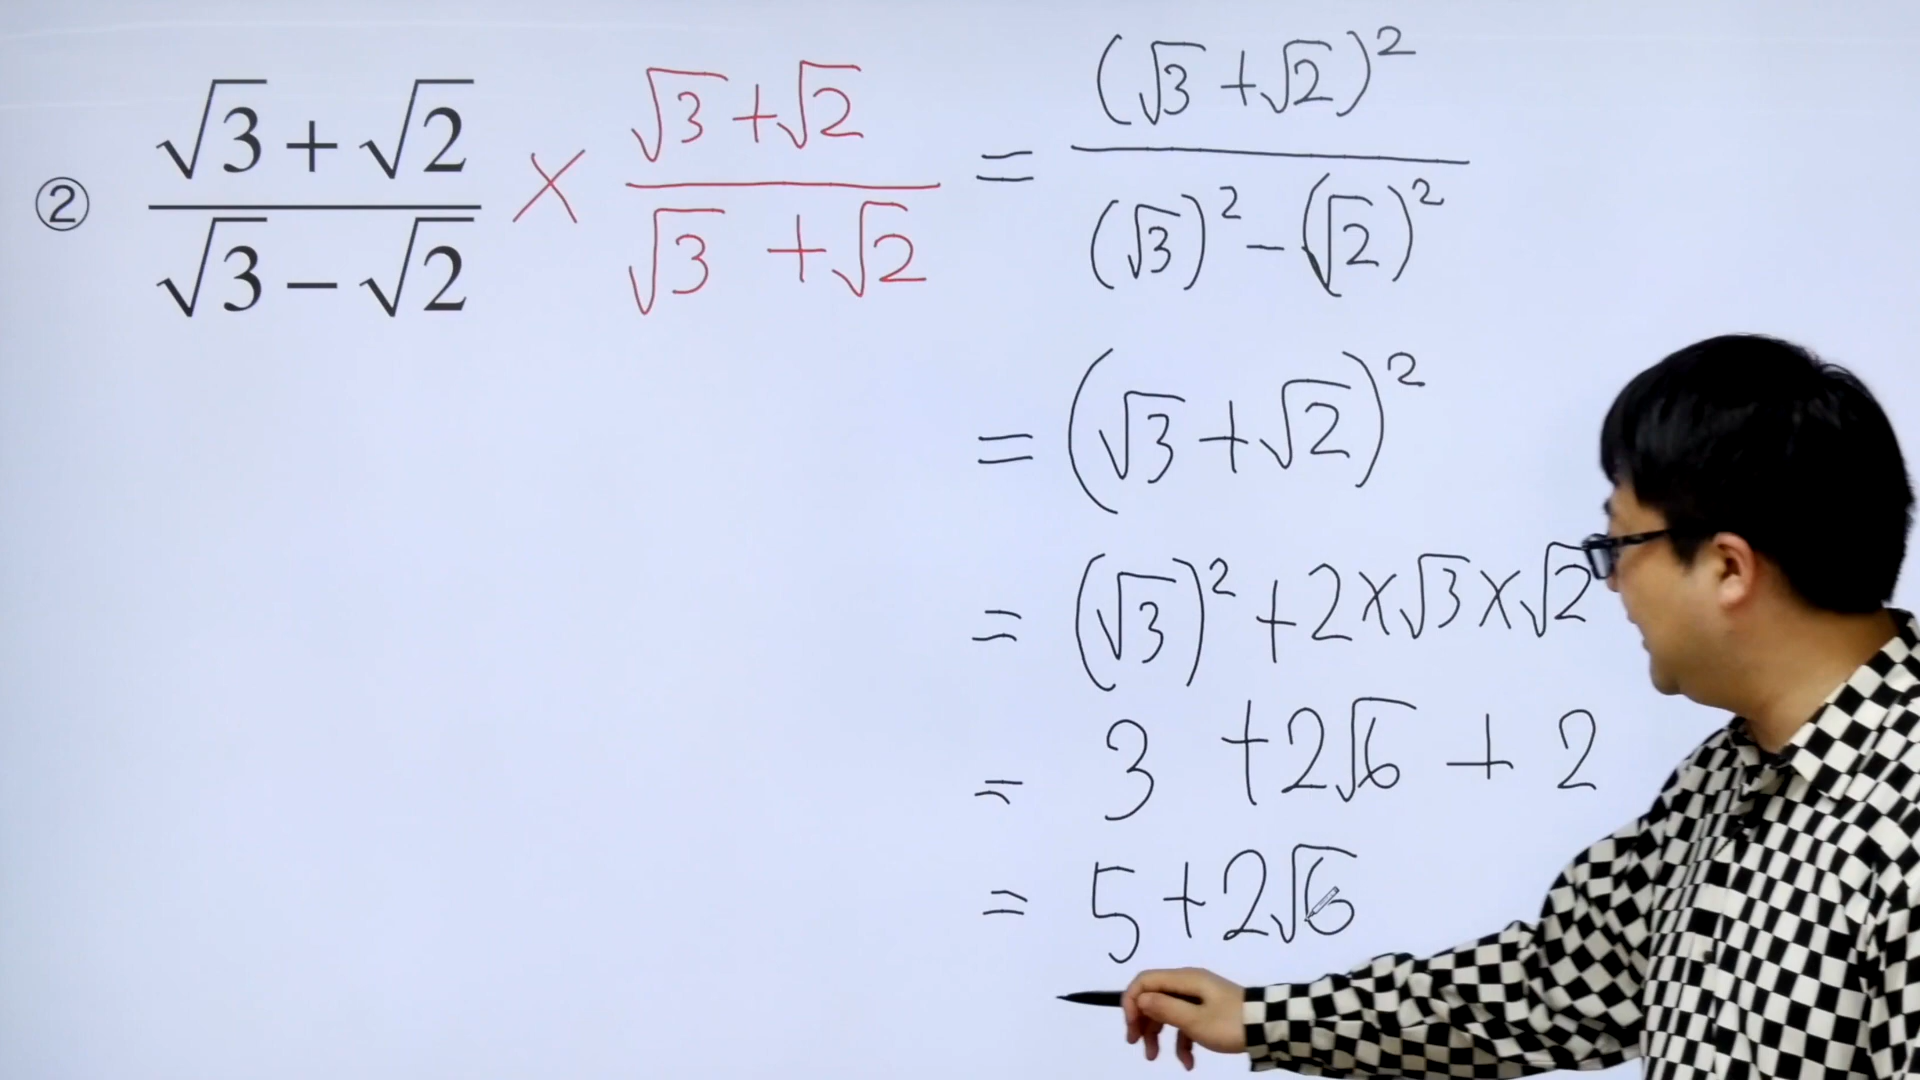 ② (√3+√2)/(√3−√2) × (√3+√2)/(√3+√2) = (√3+√2)²/((√3)²−(√2)²)
= (√3+√2)²
= (√3)²+2×√3×√2
= 3+2√6+2
= 5+2√6